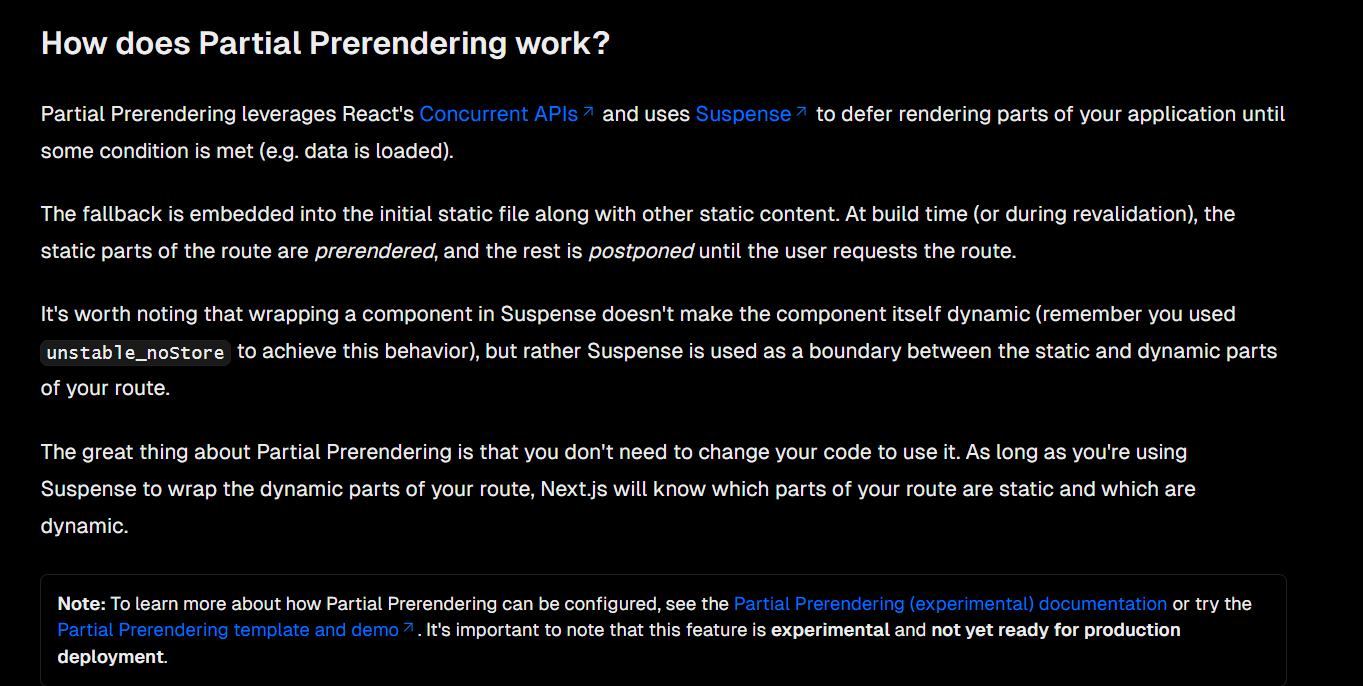 How does Partial Prerendering work?
Partial Prerendering leverages React's Concurrent APIs↗ and uses Suspense↗ to defer rendering parts of your application until
some condition is met (e.g. data is loaded).
The fallback is embedded into the initial static file along with other static content. At build time (or during revalidation), the
static parts of the route are prerendered, and the rest is postponed until the user requests the route.
It's worth noting that wrapping a component in Suspense doesn't make the component itself dynamic (remember you used
unstable_noStore to achieve this behavior), but rather Suspense is used as a boundary between the static and dynamic parts
of your route.
The great thing about Partial Prerendering is that you don't need to change your code to use it. As long as you're using
Suspense to wrap the dynamic parts of your route, Next.js will know which parts of your route are static and which are
dynamic.
Note: To learn more about how Partial Prerendering can be configured, see the Partial Prerendering (experimental) documentation or try the
Partial Prerendering template and demo↗. It's important to note that this feature is experimental and not yet ready for production
deployment.